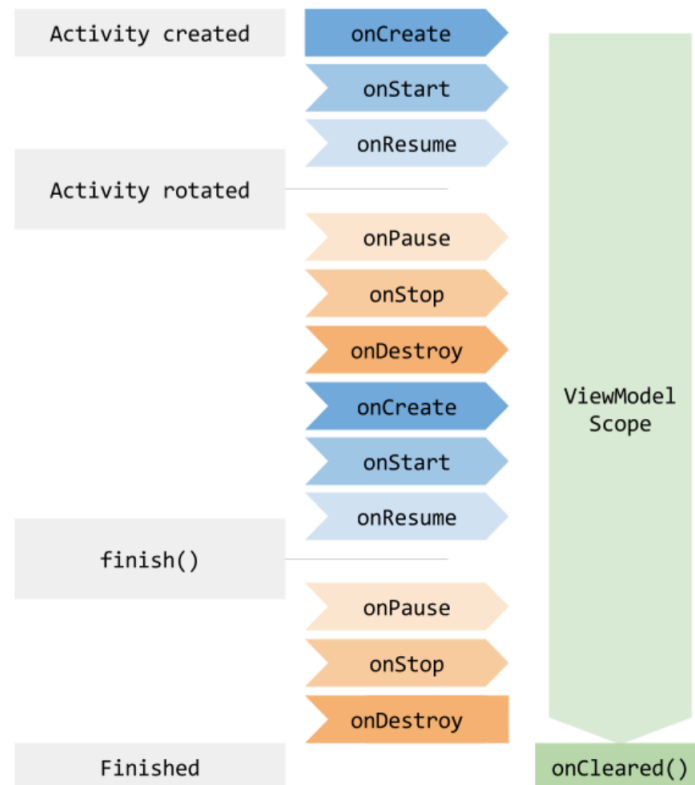 Activity created
onCreate
onStart
onResume
Activity rotated
onPause
onStop
onDestroy
onCreate
ViewModel
Scope
onStart
onResume
finish()
onPause
onStop
onDestroy
Finished
onCleared()